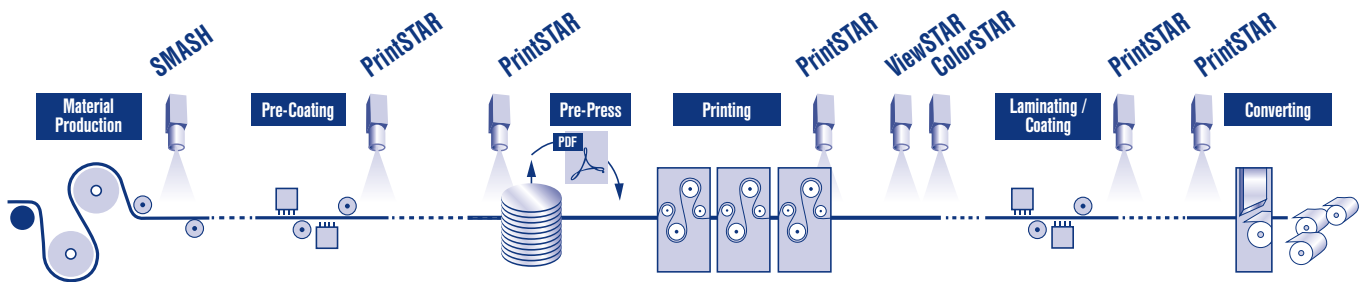 SMASH
PrintSTAR
PrintSTAR
PrintSTAR
ViewSTAR
ColorSTAR
PrintSTAR
PrintSTAR
Material
Production
Pre-Coating
Pre-Press
Printing
Laminating /
Coating
Converting
PDF